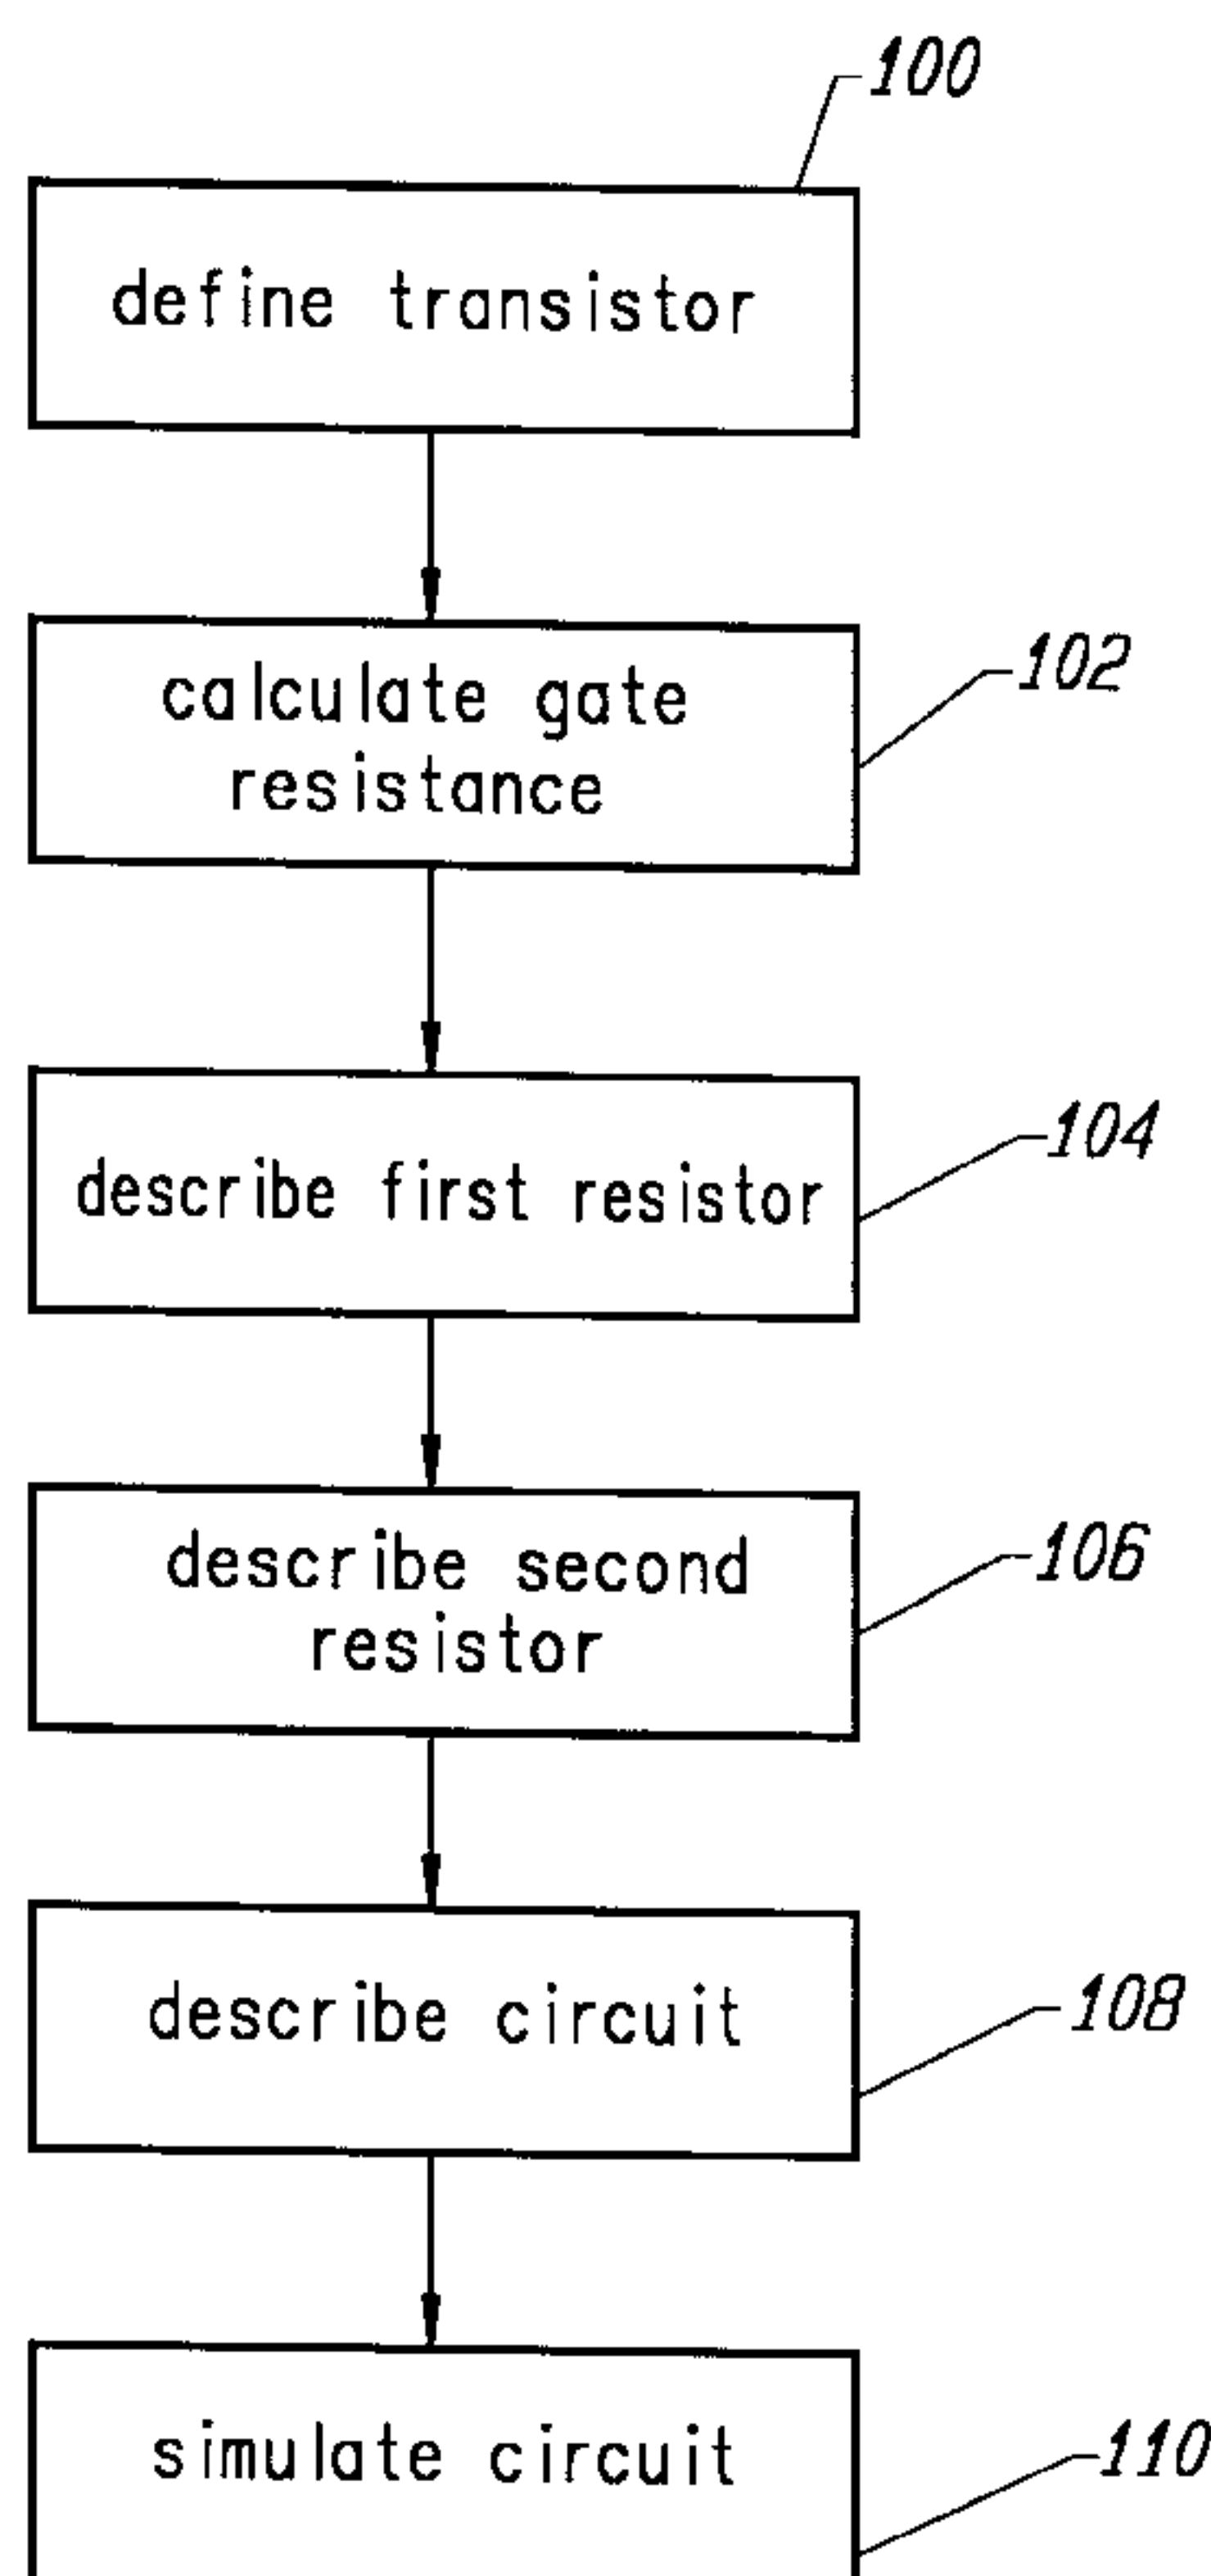 100
define transistor
calculate gate
resistance
102
describe first resistor
104
describe second
resistor
106
describe circuit
108
simulate circuit
110